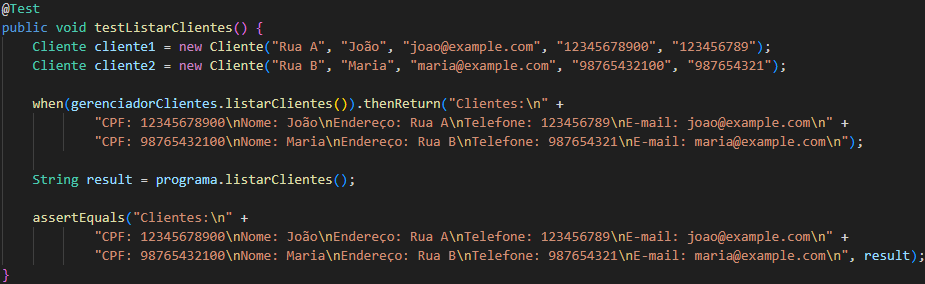 @Test
public void testListarClientes() {
    Cliente cliente1 = new Cliente("Rua A", "João", "joao@example.com", "12345678900", "123456789");
    Cliente cliente2 = new Cliente("Rua B", "Maria", "maria@example.com", "98765432100", "987654321");

    when(gerenciadorClientes.listarClientes()).thenReturn("Clientes:\n" +
            "CPF: 12345678900\nNome: João\nEndereço: Rua A\nTelefone: 123456789\nE-mail: joao@example.com\n" +
            "CPF: 98765432100\nNome: Maria\nEndereço: Rua B\nTelefone: 987654321\nE-mail: maria@example.com\n");

    String result = programa.listarClientes();

    assertEquals("Clientes:\n" +
            "CPF: 12345678900\nNome: João\nEndereço: Rua A\nTelefone: 123456789\nE-mail: joao@example.com\n" +
            "CPF: 98765432100\nNome: Maria\nEndereço: Rua B\nTelefone: 987654321\nE-mail: maria@example.com\n", result);
}